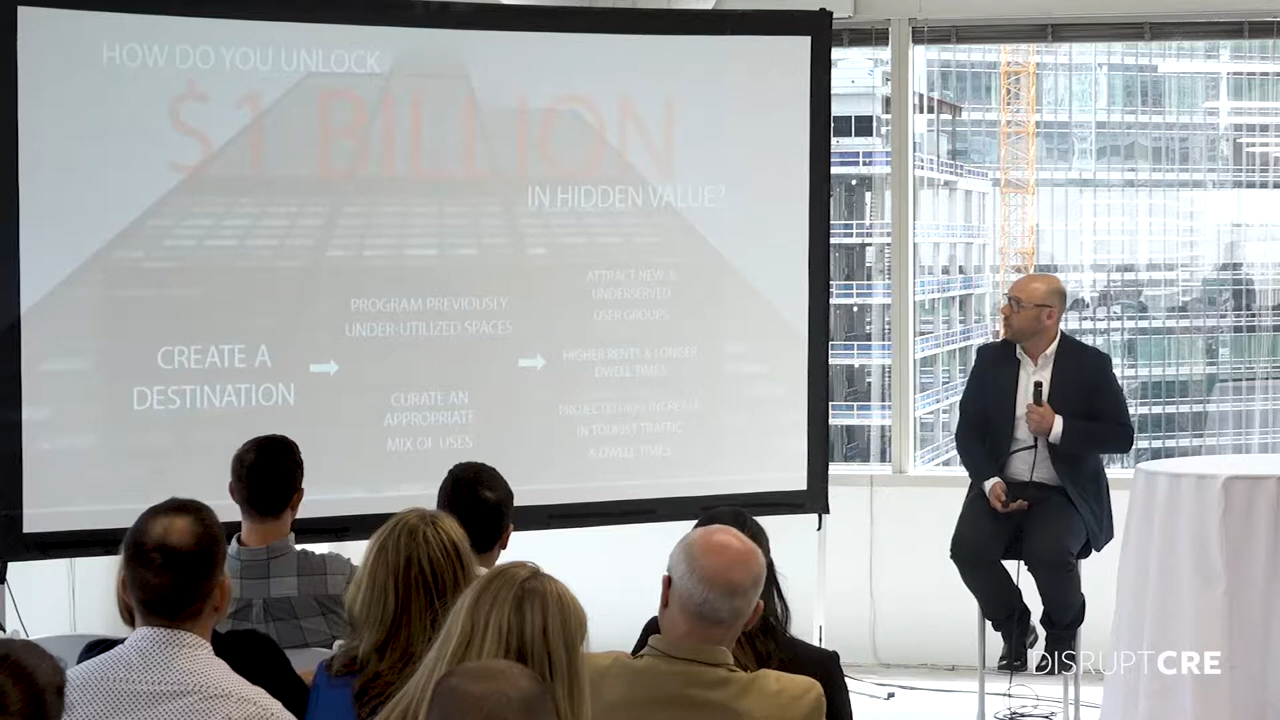 HOW DO YOU UNLOCK
$1 BILLION
IN HIDDEN VALUE?
CREATE A
DESTINATION
PROGRAM PREVIOUSLY
UNDER-UTILIZED SPACES
CURATE AN
APPROPRIATE
MIX OF USES
ATTRACT NEW &
UNDERSERVED
USER GROUPS
HIGHER RENTS & LONGER
DWELL TIMES
PROJECTED INCREASE
IN TOURIST TRAFFIC
& DWELL TIMES
DISRUPTCRE